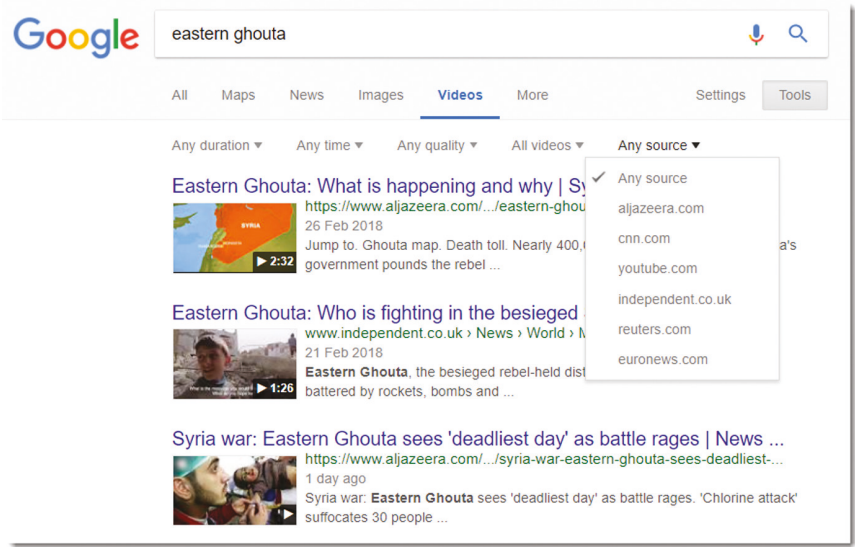 Google
eastern ghouta
All Maps News Images Videos More Settings Tools
Any duration Any time Any quality All videos Any source
Any source
aljazeera.com
cnn.com
youtube.com
independent.co.uk
reuters.com
euronews.com
Eastern Ghouta: What is happening and why | Sy
https://www.aljazeera.com/.../eastern-ghou
SYRIA
2:32
26 Feb 2018
Jump to. Ghouta map. Death toll. Nearly 400, a's
government pounds the rebel ...
Eastern Ghouta: Who is fighting in the besieged
www.independent.co.uk › News › World ›
1:26
21 Feb 2018
Eastern Ghouta, the besieged rebel-held dist
battered by rockets, bombs and ...
Syria war: Eastern Ghouta sees 'deadliest day' as battle rages | News ...
https://www.aljazeera.com/.../syria-war-eastern-ghouta-sees-deadliest-...
1 day ago
Syria war: Eastern Ghouta sees 'deadliest day' as battle rages. 'Chlorine attack'
suffocates 30 people ...